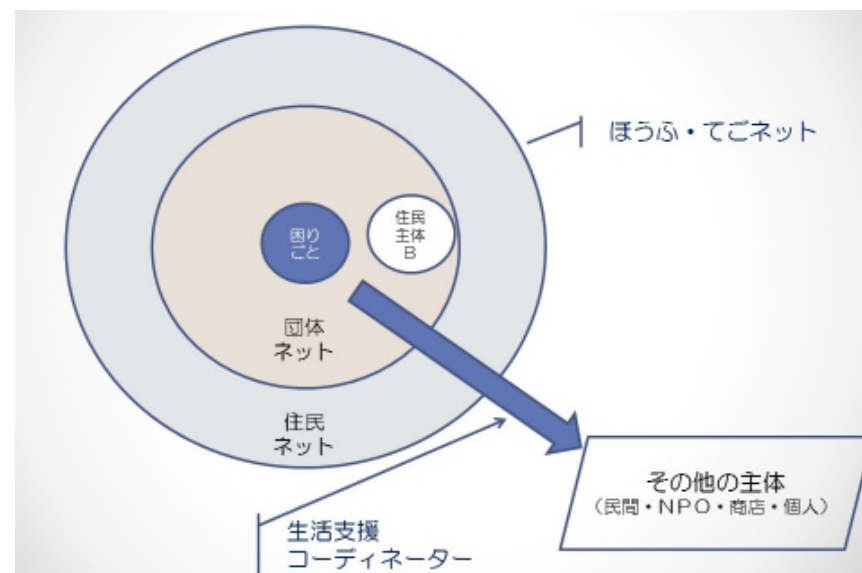 ほうふ・てごネット
住民
主体
B
困り
ごと
団体
ネット
住民
ネット
その他の主体
（民間・NPO・商店・個人）
生活支援
コーディネーター